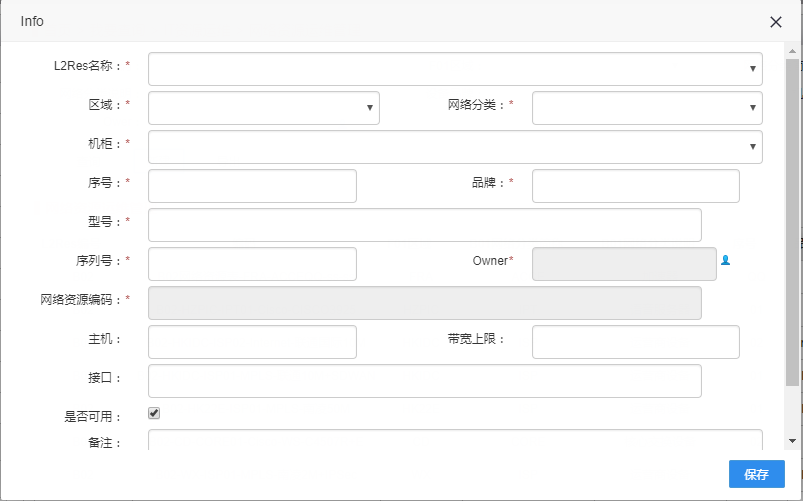 Info
L2Res名称：*
区域：* 网络分类：*
机柜：*
序号：* 品牌：*
型号：*
序列号：* Owner*
网络资源编码：*
主机： 带宽上限：
接口：
是否可用：
备注：
保存